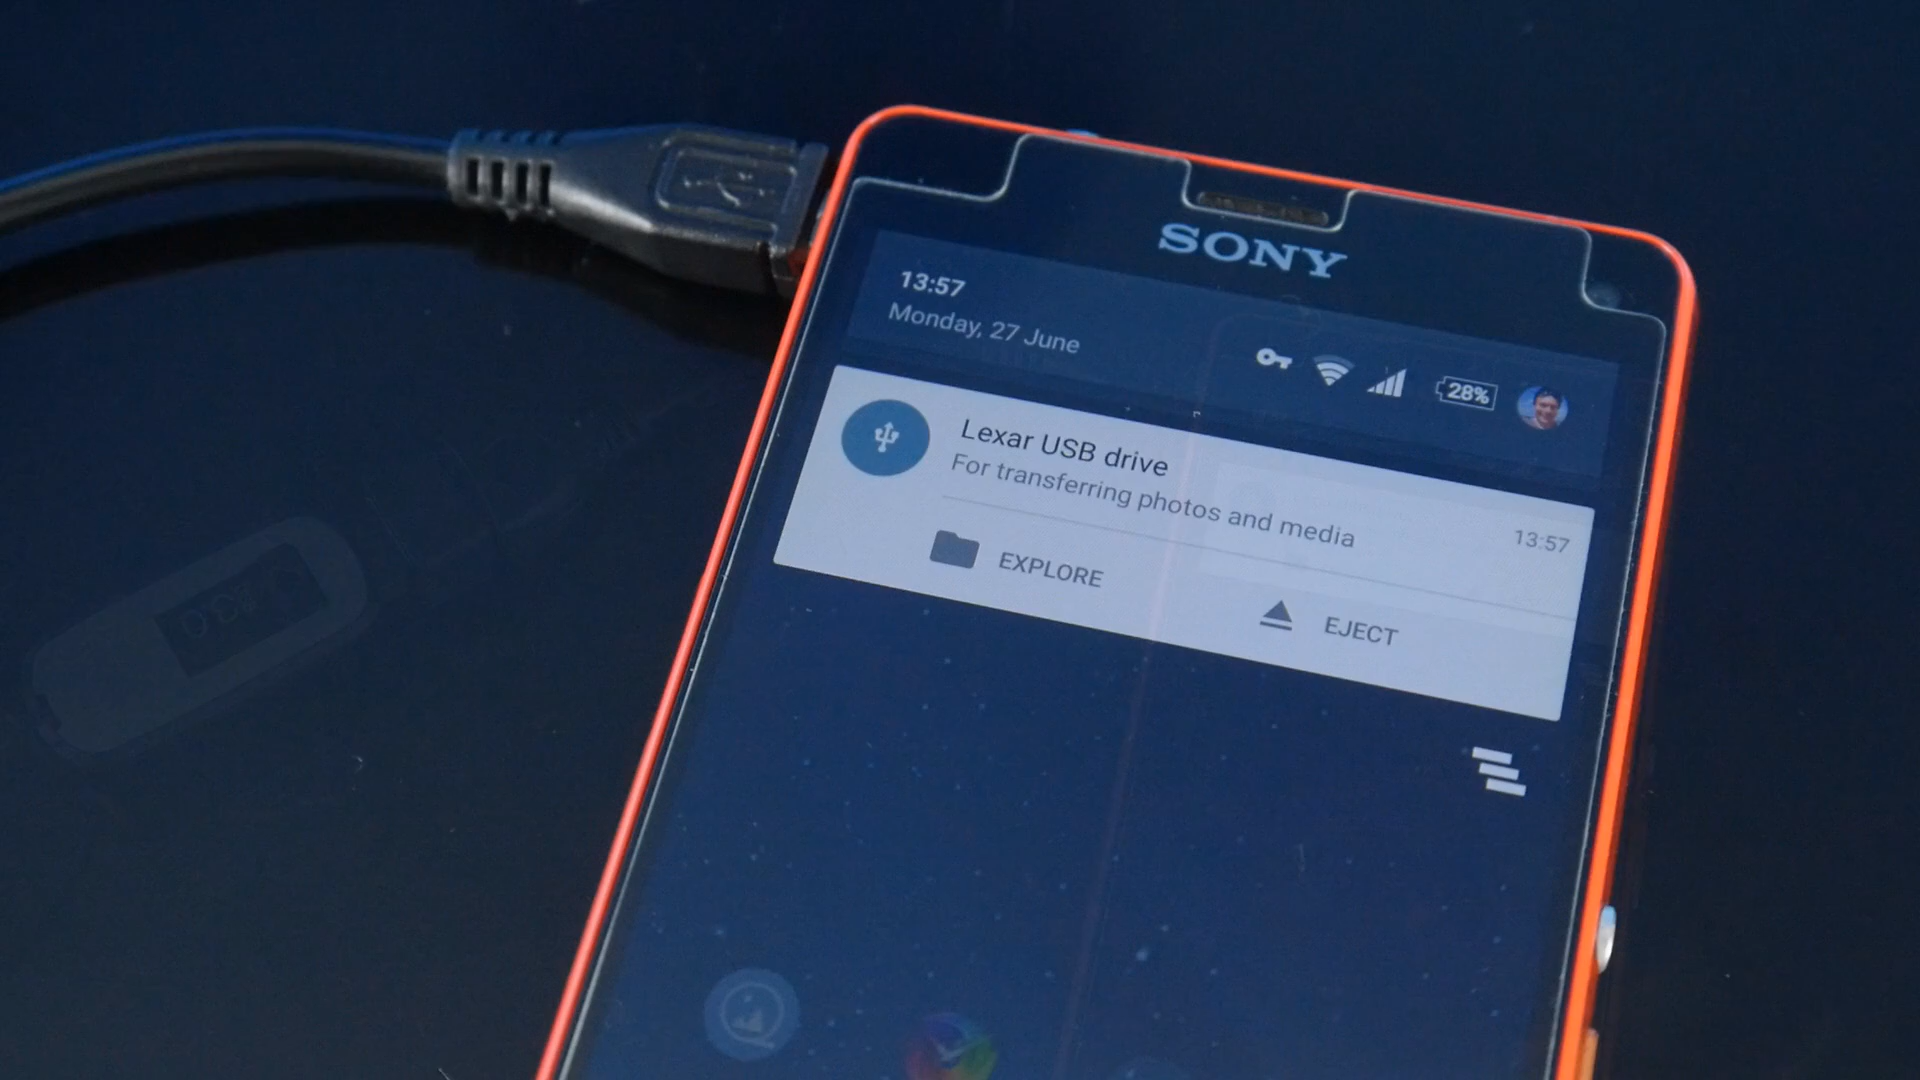 SONY
13:57
Monday, 27 June
28%
Lexar USB drive
For transferring photos and media
13:57
EXPLORE
EJECT